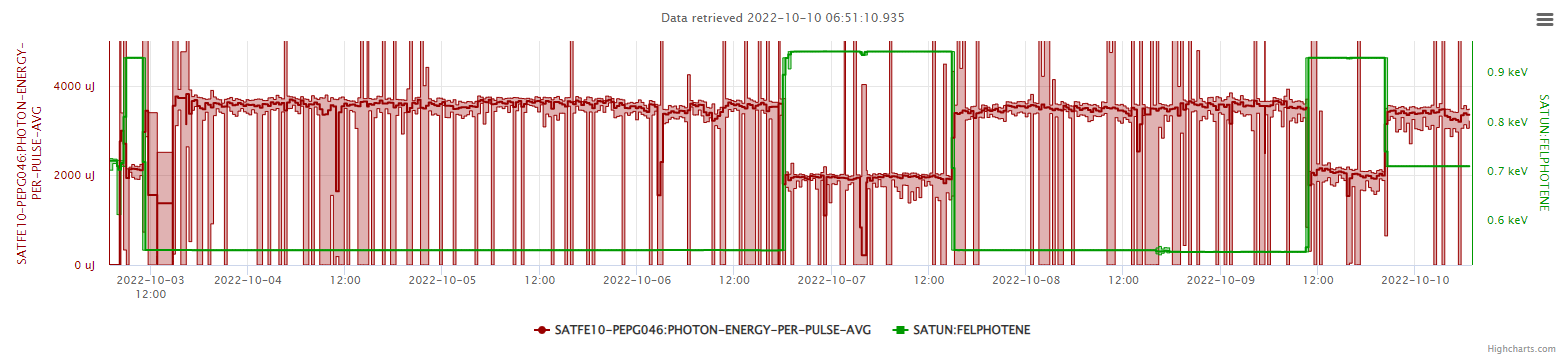 Data retrieved 2022-10-10 06:51:10.935
SATFE10-PEPG046:PHOTON-ENERGY-
PER-PULSE-AVG
4000 uJ
2000 uJ
0 uJ
0.9 keV
0.8 keV
0.7 keV
0.6 keV
SATUN:FELPHOTENE
2022-10-03 2022-10-04 12:00 2022-10-05 12:00 2022-10-06 12:00 2022-10-07 12:00 2022-10-08 12:00 2022-10-09 12:00 2022-10-10
12:00
SATFE10-PEPG046:PHOTON-ENERGY-PER-PULSE-AVG SATUN:FELPHOTENE
Highcharts.com